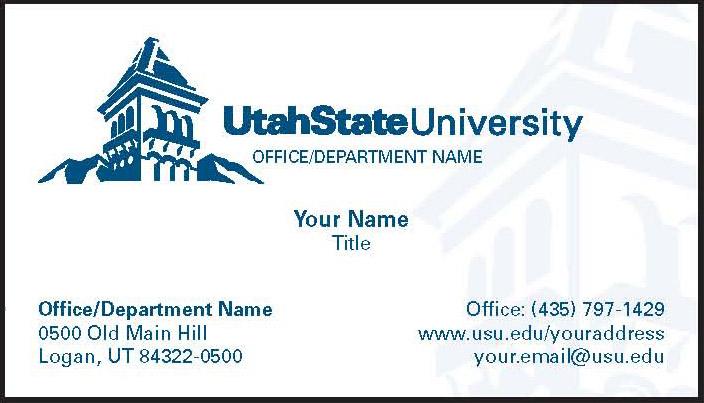 UtahStateUniversity
OFFICE/DEPARTMENT NAME
Your Name
Title
Office/Department Name
0500 Old Main Hill
Logan, UT 84322-0500
Office: (435) 797-1429
www.usu.edu/youraddress
your.email@usu.edu